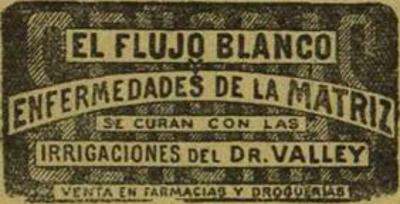 EL FLUJO BLANCO
Y
ENFERMEDADES DE LA MATRIZ
SE CURAN CON LAS
IRRIGACIONES DEL DR. VALLEY
VENTA EN FARMACIAS Y DROGUERIAS